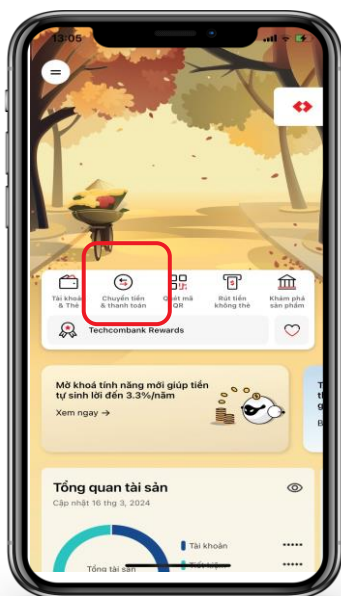 13:05
Tài khoản
& Thẻ
Chuyển tiền
& thanh toán
Quét mã
QR
Rút tiền
không thẻ
Khám phá
sản phẩm
Techcombank Rewards
Mở khoá tính năng mới giúp tiền
tự sinh lời đến 3.3%/năm
Xem ngay →
Tổng quan tài sản
Cập nhật 16 thg 3, 2024
Tài khoản
Tổng tài sản